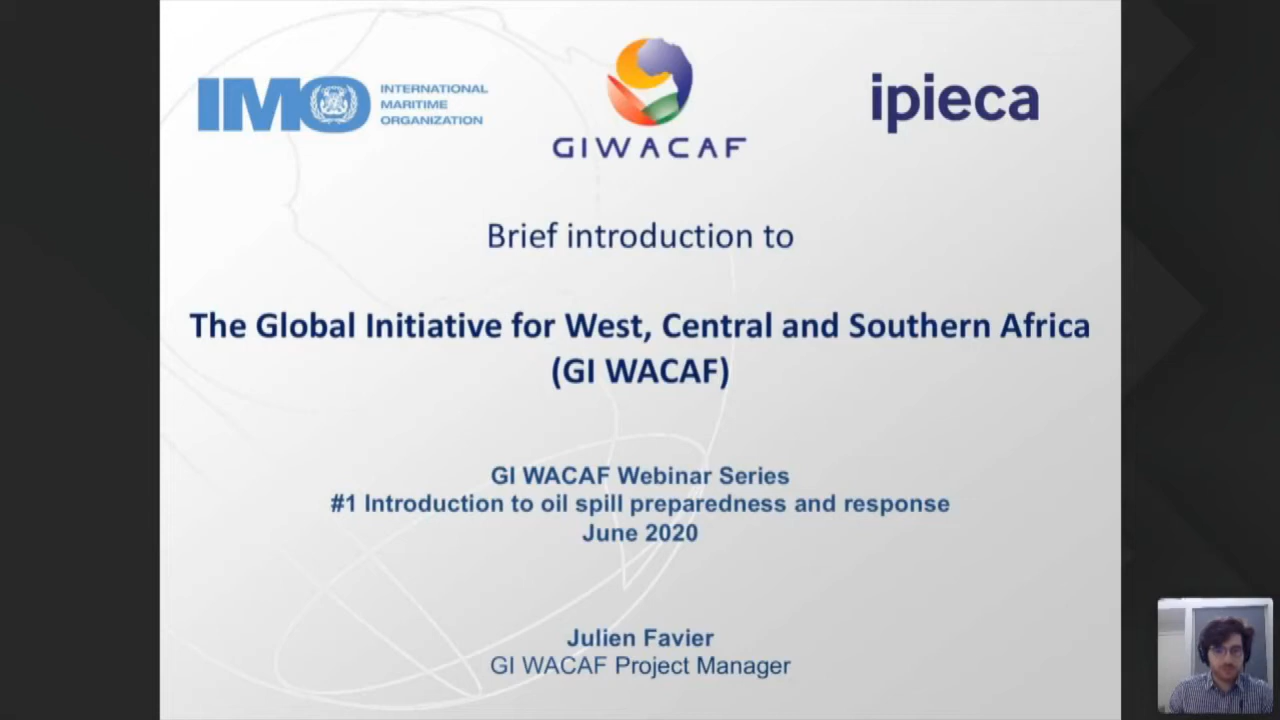 IMO
INTERNATIONAL
MARITIME
ORGANIZATION
GIWACAF
ipieca
Brief introduction to
The Global Initiative for West, Central and Southern Africa
(GI WACAF)
GI WACAF Webinar Series
#1 Introduction to oil spill preparedness and response
June 2020
Julien Favier
GI WACAF Project Manager